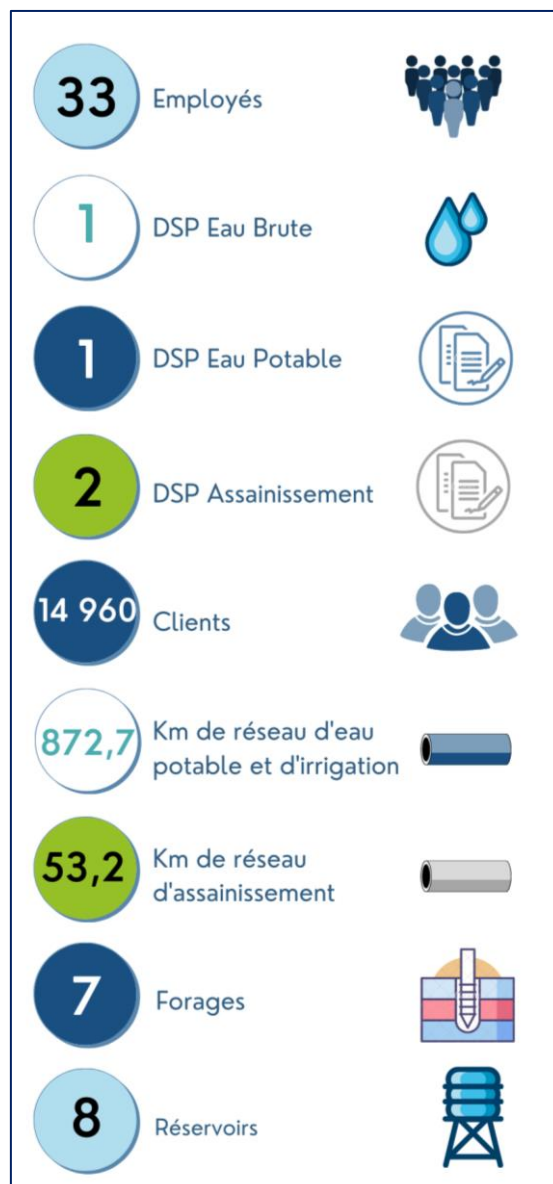 33 Employés
1 DSP Eau Brute
1 DSP Eau Potable
2 DSP Assainissement
14 960 Clients
872,7 Km de réseau d'eau
potable et d'irrigation
53,2 Km de réseau
d'assainissement
7 Forages
8 Réservoirs